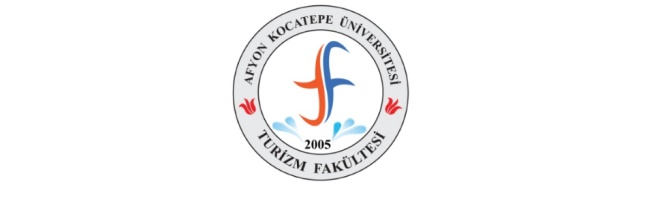 AFYON KOCATEPE ÜNİVERSİTESİ
2005
TURİZM FAKÜLTESİ